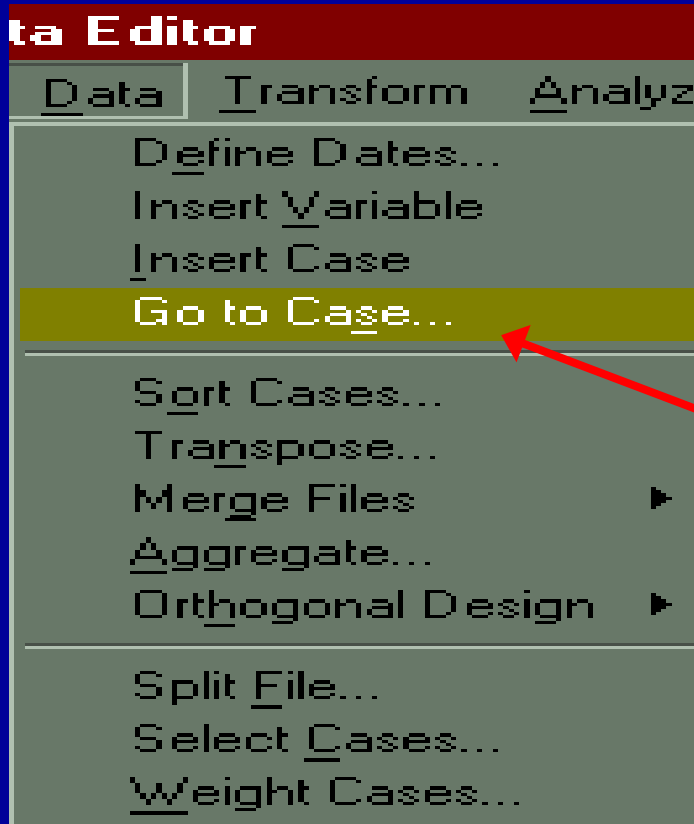 ta Editor
Data Transform Analyz
Define Dates...
Insert Variable
Insert Case
Go to Case...
Sort Cases...
Transpose...
Merge Files
Aggregate...
Orthogonal Design
Split File...
Select Cases...
Weight Cases...